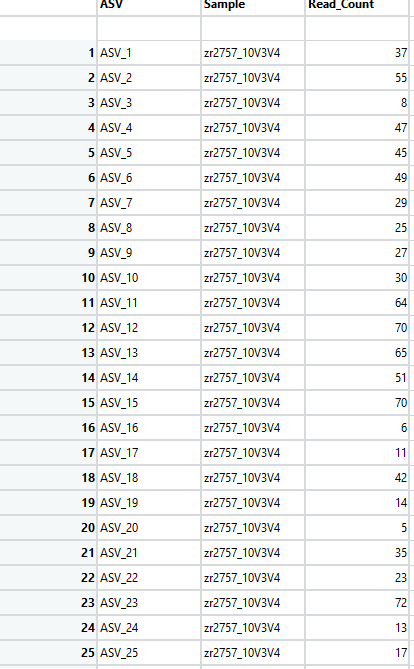 ASV Sample Read_Count
1 ASV_1 zr2757_10V3V4 37
2 ASV_2 zr2757_10V3V4 55
3 ASV_3 zr2757_10V3V4 8
4 ASV_4 zr2757_10V3V4 47
5 ASV_5 zr2757_10V3V4 45
6 ASV_6 zr2757_10V3V4 49
7 ASV_7 zr2757_10V3V4 29
8 ASV_8 zr2757_10V3V4 25
9 ASV_9 zr2757_10V3V4 27
10 ASV_10 zr2757_10V3V4 30
11 ASV_11 zr2757_10V3V4 64
12 ASV_12 zr2757_10V3V4 70
13 ASV_13 zr2757_10V3V4 65
14 ASV_14 zr2757_10V3V4 51
15 ASV_15 zr2757_10V3V4 70
16 ASV_16 zr2757_10V3V4 6
17 ASV_17 zr2757_10V3V4 11
18 ASV_18 zr2757_10V3V4 42
19 ASV_19 zr2757_10V3V4 14
20 ASV_20 zr2757_10V3V4 5
21 ASV_21 zr2757_10V3V4 35
22 ASV_22 zr2757_10V3V4 23
23 ASV_23 zr2757_10V3V4 72
24 ASV_24 zr2757_10V3V4 13
25 ASV_25 zr2757_10V3V4 17